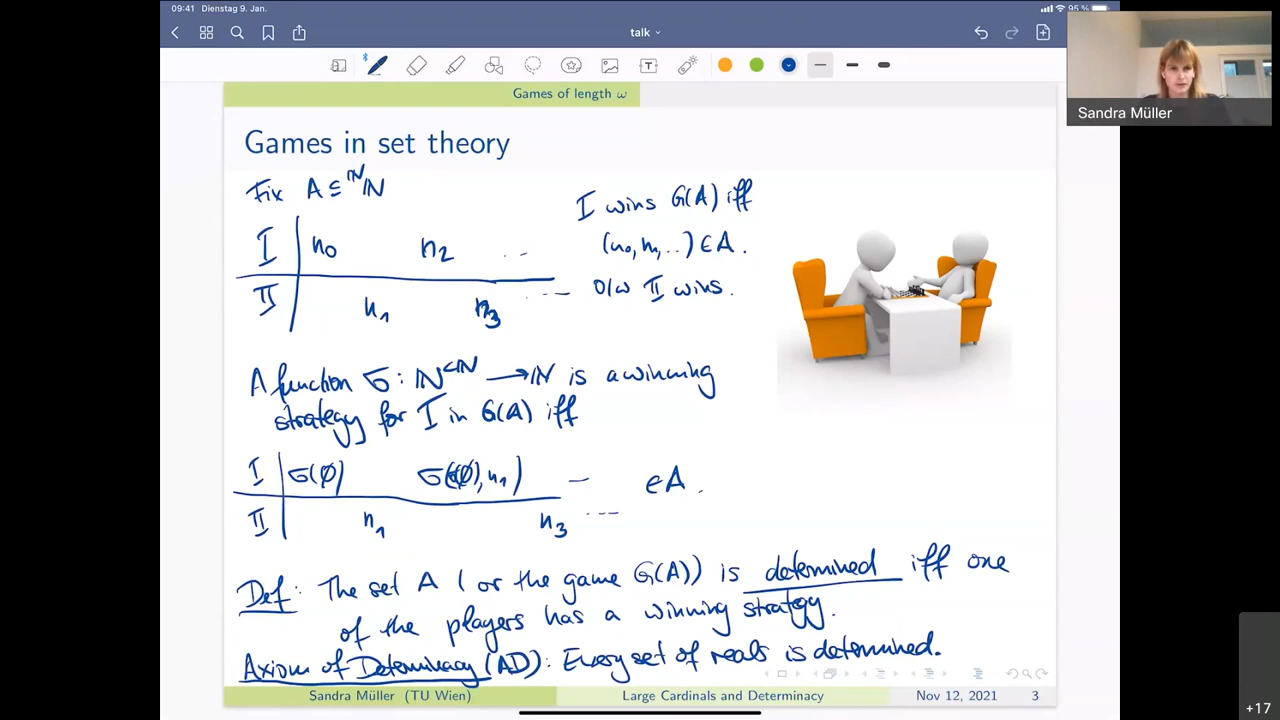 09:41 Dienstag 9. Jan.
95 %
talk
T
Sandra Müller
Games of length ω
Games in set theory
Fix A ⊆ ᴺℕ
I n₀ n₂ ...
II n₁ n₃ ...
I wins G(A) iff
(n₀, n₁, ...) ∈ A.
o/w II wins.
A function σ: ℕ^<ℕ → ℕ is a winning
strategy for I in G(A) iff
I σ(∅) σ(σ(∅), n₁) – ∈ A.
II n₁ n₃ ...
Def: The set A (or the game G(A)) is determined iff one
of the players has a winning strategy.
Axiom of Determinacy (AD): Every set of reals is determined.
Sandra Müller (TU Wien) Large Cardinals and Determinacy Nov 12, 2021 3
+17